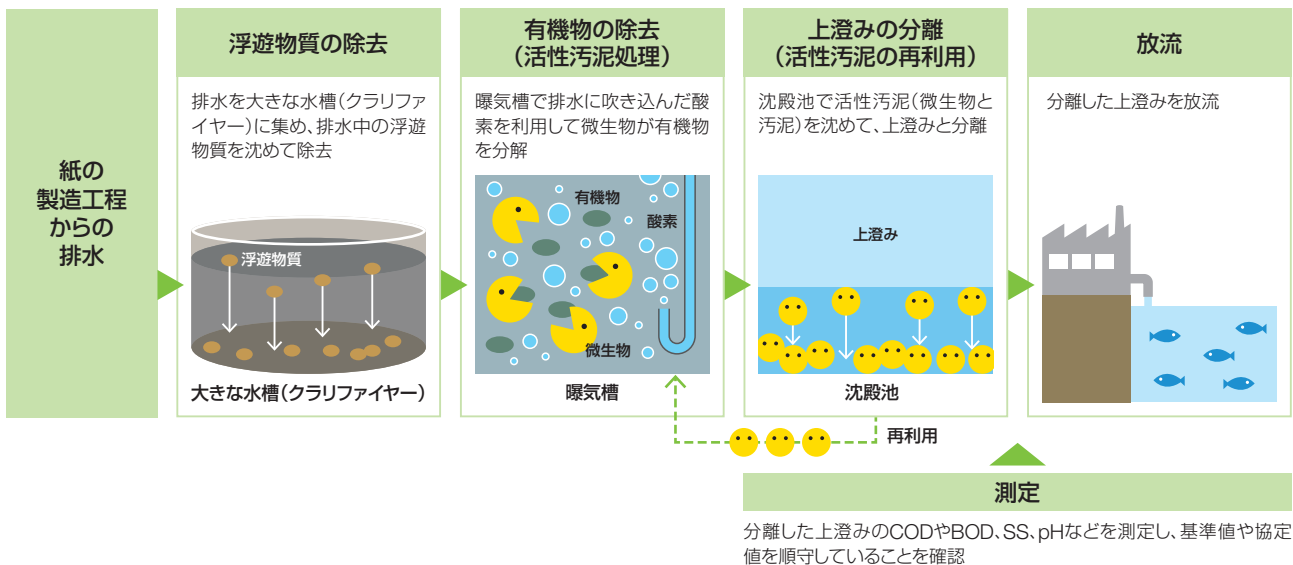 紙の
製造工程
からの
排水
浮遊物質の除去
排水を大きな水槽（クラリファ
イヤー）に集め、排水中の浮遊
物質を沈めて除去
浮遊物質
大きな水槽（クラリファイヤー）
有機物の除去
（活性汚泥処理）
曝気槽で排水に吹き込んだ酸
素を利用して微生物が有機物
を分解
有機物
酸素
微生物
曝気槽
上澄みの分離
（活性汚泥の再利用）
沈殿池で活性汚泥（微生物と
汚泥）を沈めて、上澄みと分離
上澄み
沈殿池
再利用
放流
分離した上澄みを放流
測定
分離した上澄みのCODやBOD、SS、pHなどを測定し、基準値や協定
値を順守していることを確認